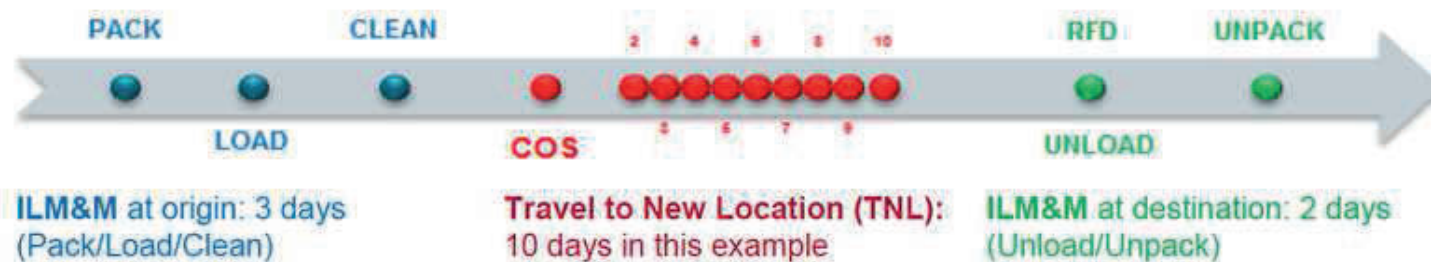 PACK CLEAN 2 4 6 8 10 RFD UNPACK
LOAD COS 3 5 7 9 UNLOAD
ILM&M at origin: 3 days
(Pack/Load/Clean)
Travel to New Location (TNL):
10 days in this example
ILM&M at destination: 2 days
(Unload/Unpack)